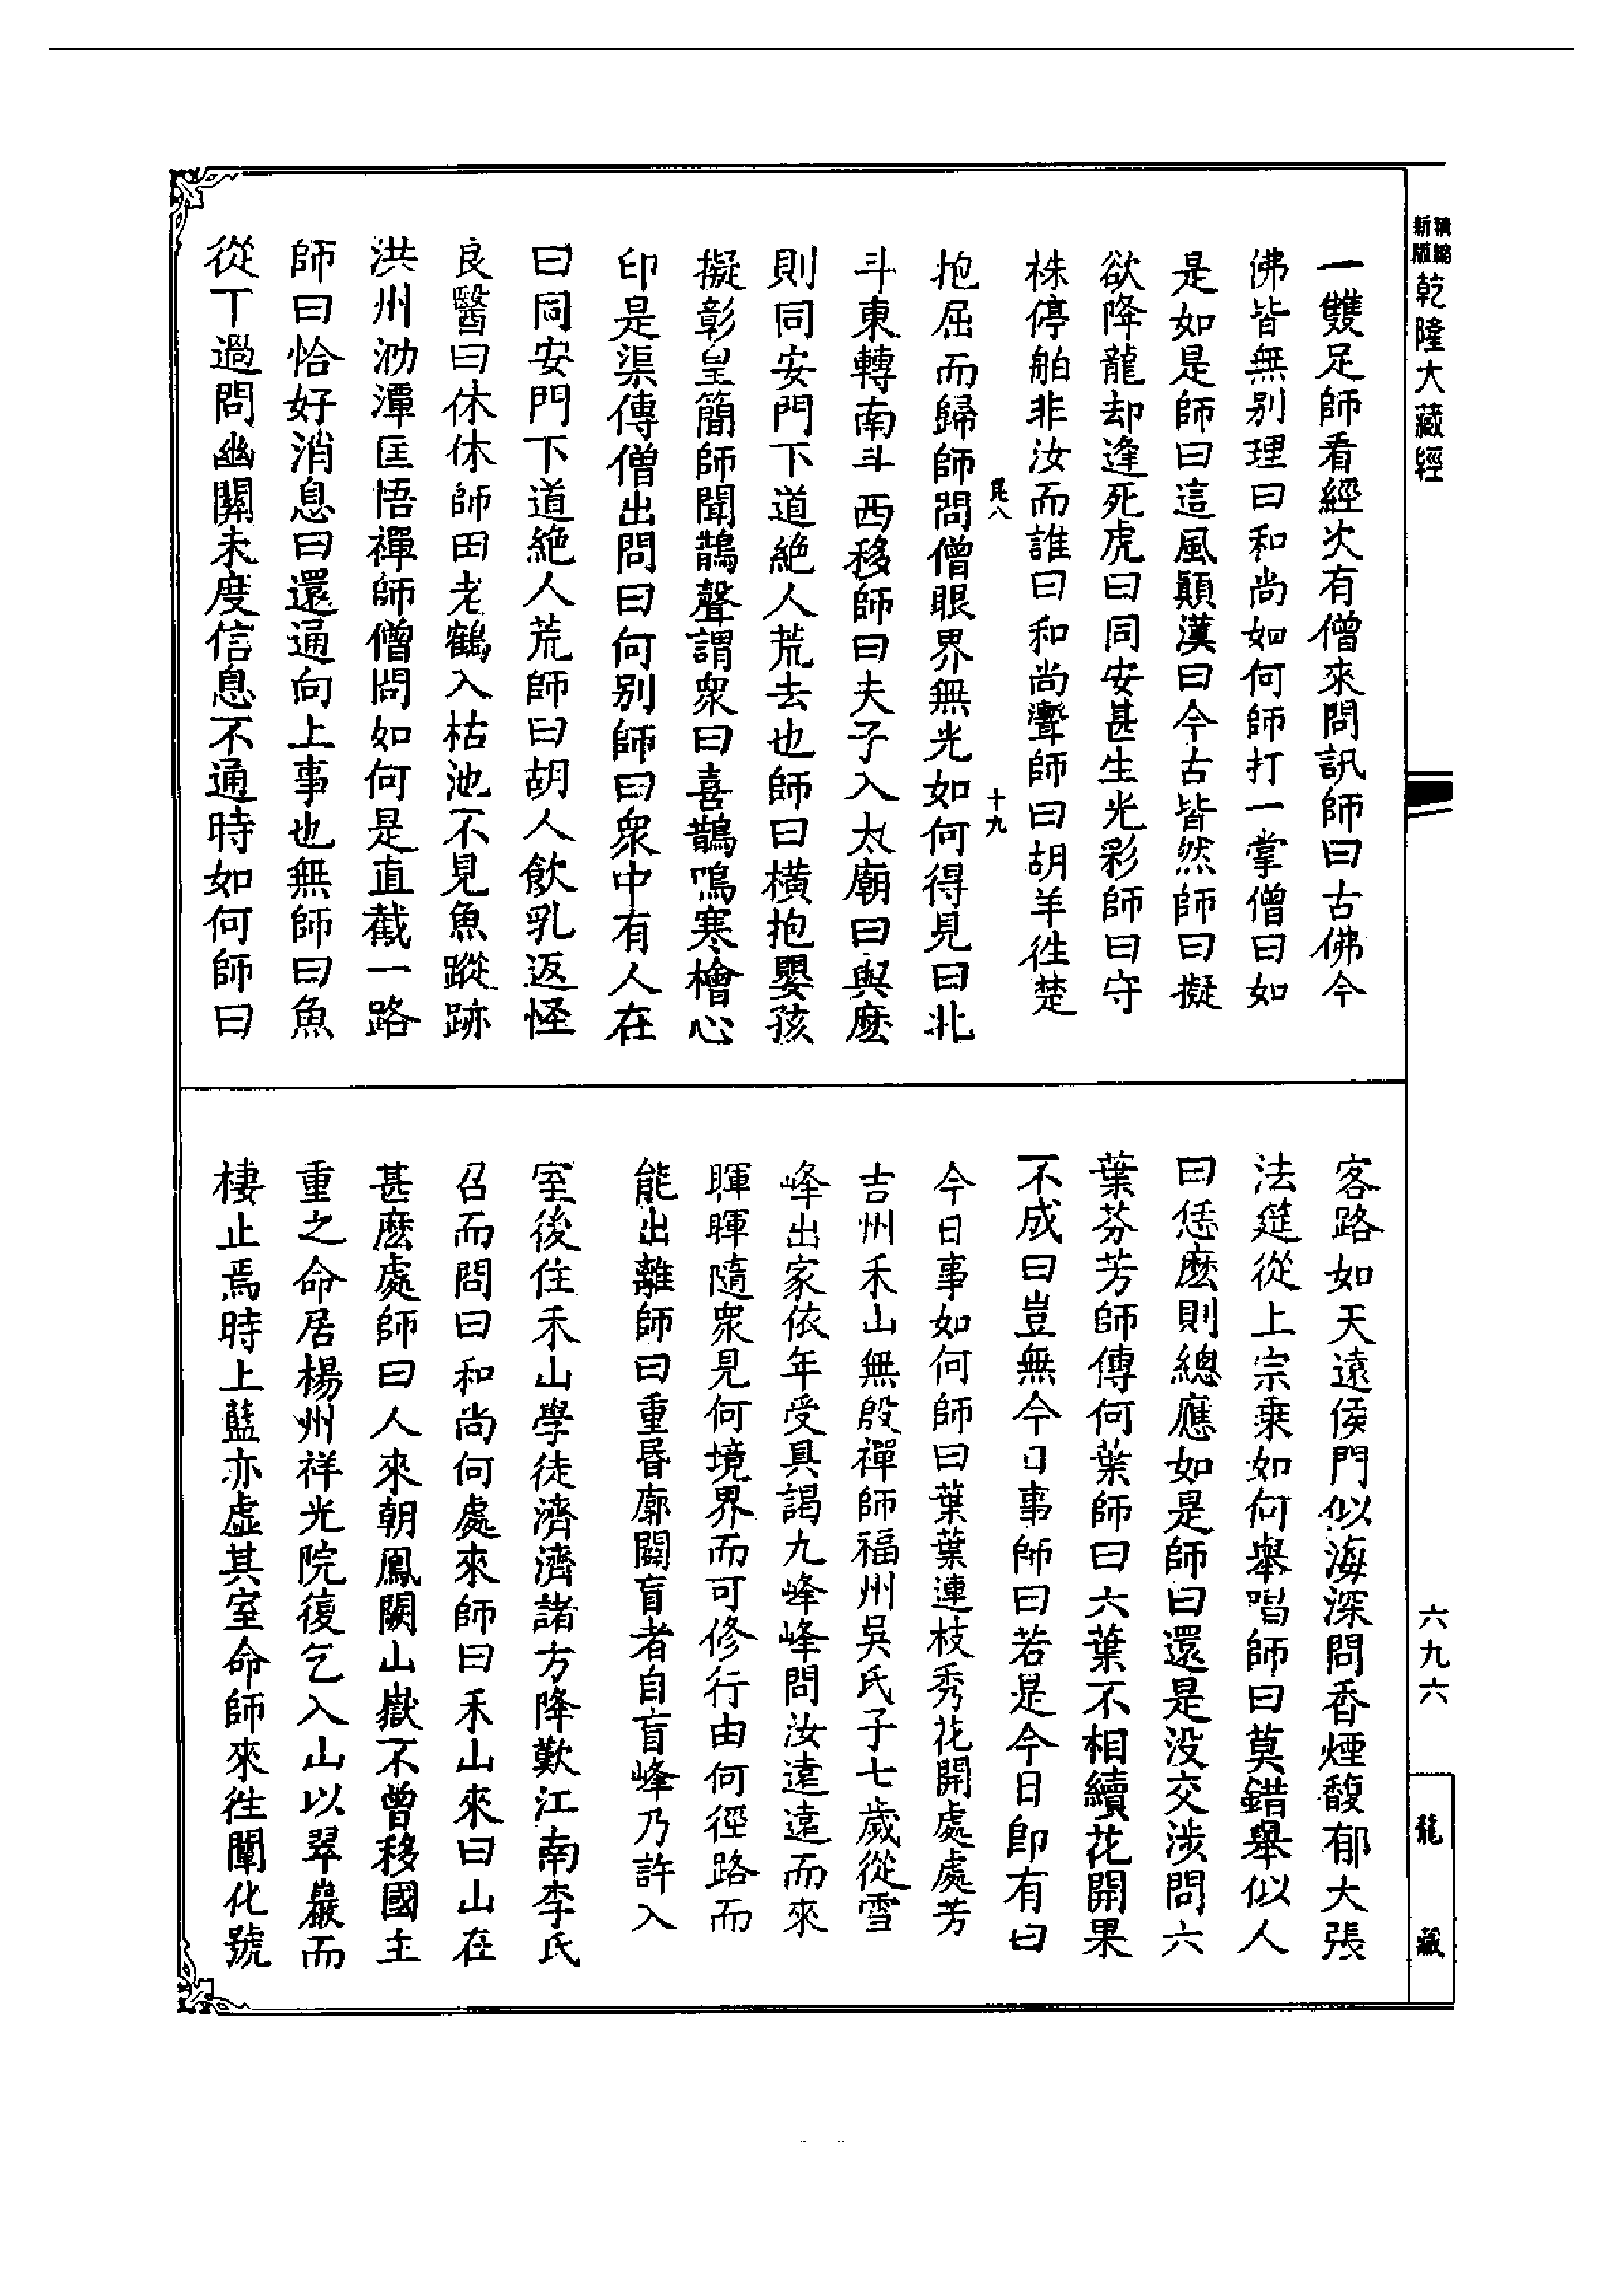 新編
縮版
乾隆大藏經
一雙足師看經次有僧來問訊師曰古佛今
佛皆無別理曰和尚如何師打一掌僧曰如
是如是師曰這風顛漢曰今古皆然師曰擬
欲降龍却逢死虎曰同安甚生光彩師曰守
株停舶非汝而誰曰和尚聻師曰胡羊往楚
昆八
十九
抱屈而歸師問僧眼界無光如何得見曰北
斗東轉南斗西移師曰夫子入太廟曰與麽
則同安門下道絕人荒去也師曰橫抱嬰孩
擬彰皇簡師聞鵲聲謂衆曰喜鵲鳴寒檜心
印是渠傳僧出問曰何別師曰衆中有人在
曰同安門下道絕人荒師曰胡人飲乳返怪
良醫曰休休師曰老鶴入枯池不見魚蹤跡
洪州泐潭匡悟禪師僧問如何是直截一路
師曰恰好消息曰還通向上事也無師曰魚
從下過問幽關未度信息不通時如何師曰
客路如天遠侯門似海深問香煙馥郁大張
法筵從上宗乘如何舉唱師曰莫錯舉似人
曰恁麽則總應如是師曰還是没交涉問六
葉芬芳師傳何葉師曰六葉不相續花開果
不成曰豈無今日事師曰若是今日即有曰
今日事如何師曰葉葉連枝秀花開處處芳
吉州禾山無殷禪師福州吳氏子七歲從雪
峰出家依年受具謁九峰峰問汝遠遠而來
暉暉隨衆見何境界而可修行由何徑路而
能出離師曰重昏廓闢盲者自盲峰乃許入
室後住禾山學徒濟濟諸方降歎江南李氏
召而問曰和尚何處來師曰禾山來曰山在
甚麽處師曰人來朝鳳闕山嶽不曾移國主
重之命居楊州祥光院復乞入山以翠巖而
棲止焉時上藍亦虛其室命師來往闡化號
六九六
龍藏